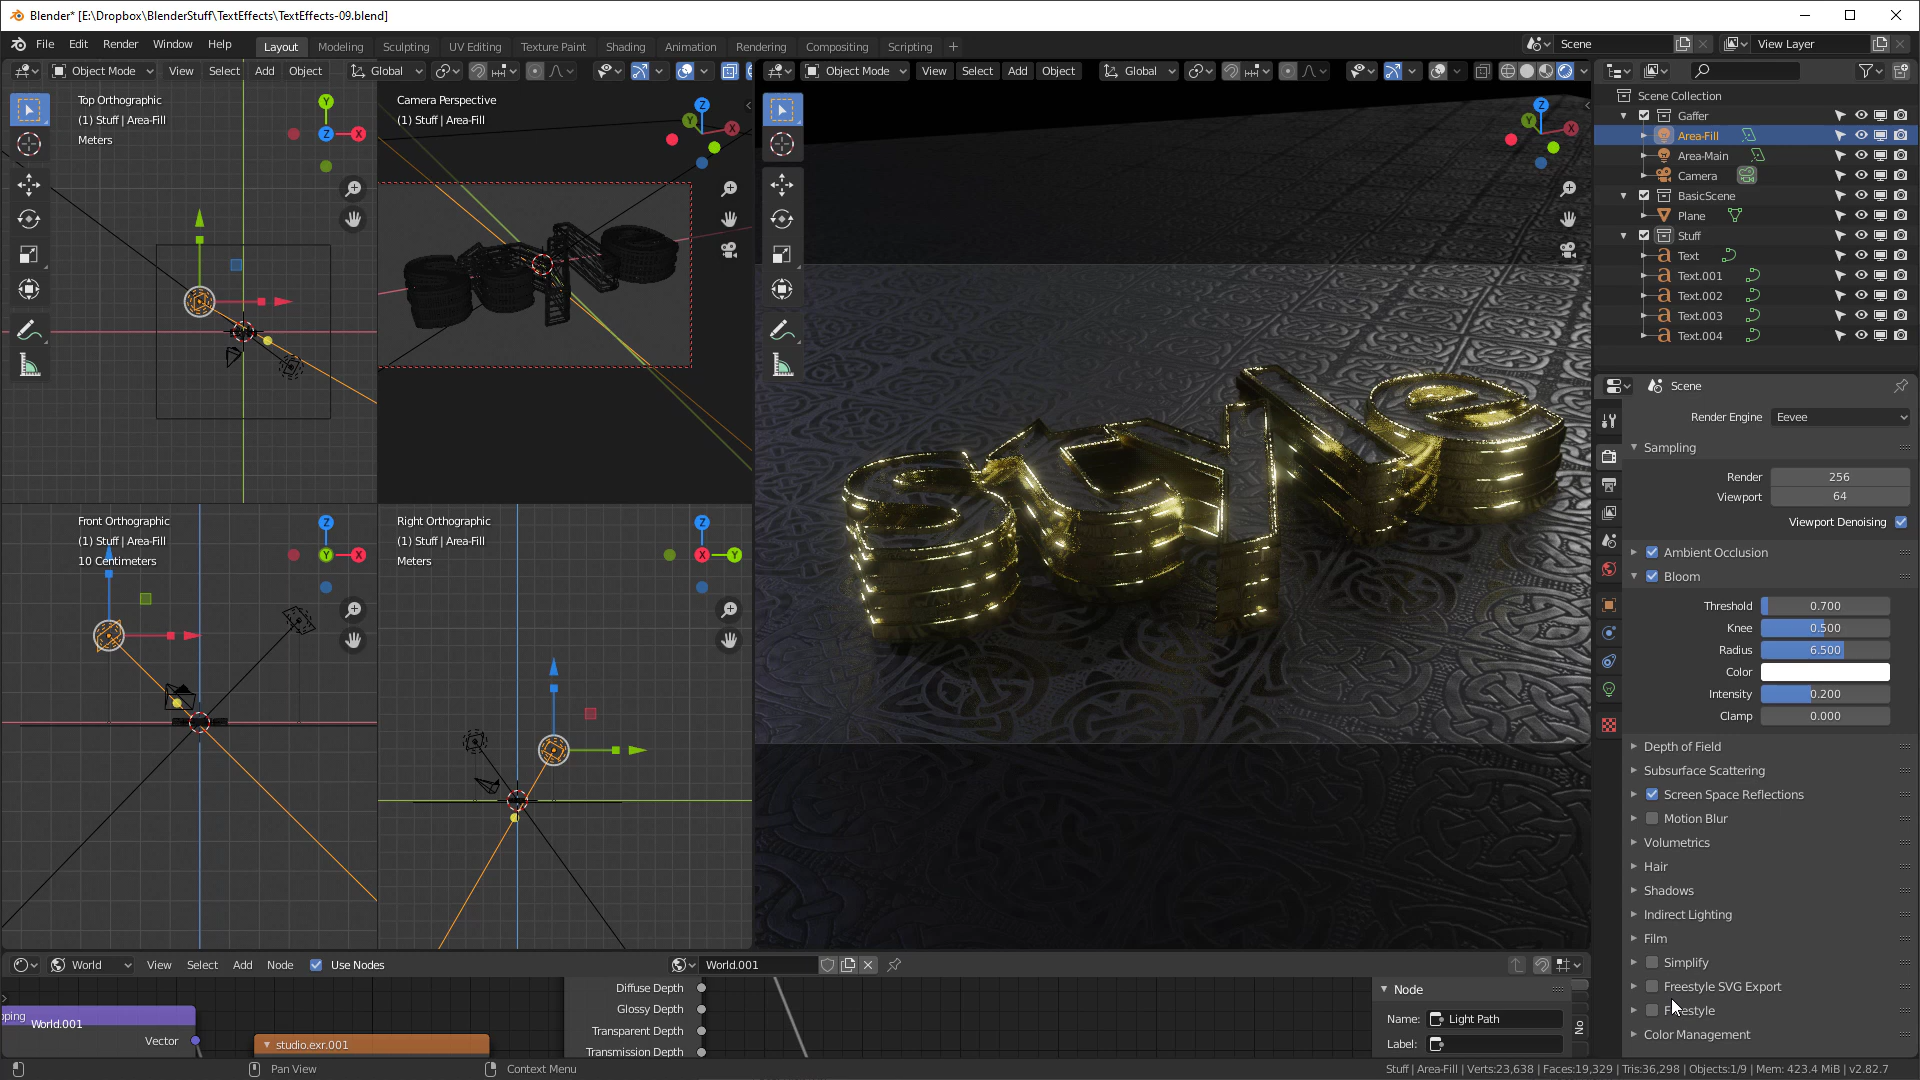 Blender* [E:\Dropbox\BlenderStuff\TextEffects\TextEffects-09.blend]
File Edit Render Window Help
Layout Modeling Sculpting UV Editing Texture Paint Shading Animation Rendering Compositing Scripting +
Scene
View Layer
Object Mode View Select Add Object Global
Object Mode View Select Add Object Global
Top Orthographic
(1) Stuff | Area-Fill
Meters
Y
Z
X
Camera Perspective
(1) Stuff | Area-Fill
Z
Y
X
Z
Y
X
Front Orthographic
(1) Stuff | Area-Fill
10 Centimeters
Z
Y
X
Right Orthographic
(1) Stuff | Area-Fill
Meters
Z
X
Y
Scene Collection
Gaffer
Area-Fill
Area-Main
Camera
BasicScene
Plane
Stuff
Text
Text.001
Text.002
Text.003
Text.004
Scene
Render Engine Eevee
Sampling
Render 256
Viewport 64
Viewport Denoising
Ambient Occlusion
Bloom
Threshold 0.700
Knee 0.500
Radius 6.500
Color
Intensity 0.200
Clamp 0.000
Depth of Field
Subsurface Scattering
Screen Space Reflections
Motion Blur
Volumetrics
Hair
Shadows
Indirect Lighting
Film
Simplify
Freestyle SVG Export
Color Management
World View Select Add Node Use Nodes
World.001
pping
World.001
Vector
studio.exr.001
Diffuse Depth
Glossy Depth
Transparent Depth
Transmission Depth
Node
Name: Light Path
Label:
No
Pan View
Context Menu
Stuff | Area-Fill | Verts:23,638 | Faces:19,329 | Tris:36,298 | Objects:1/9 | Mem: 423.4 MiB | v2.82.7